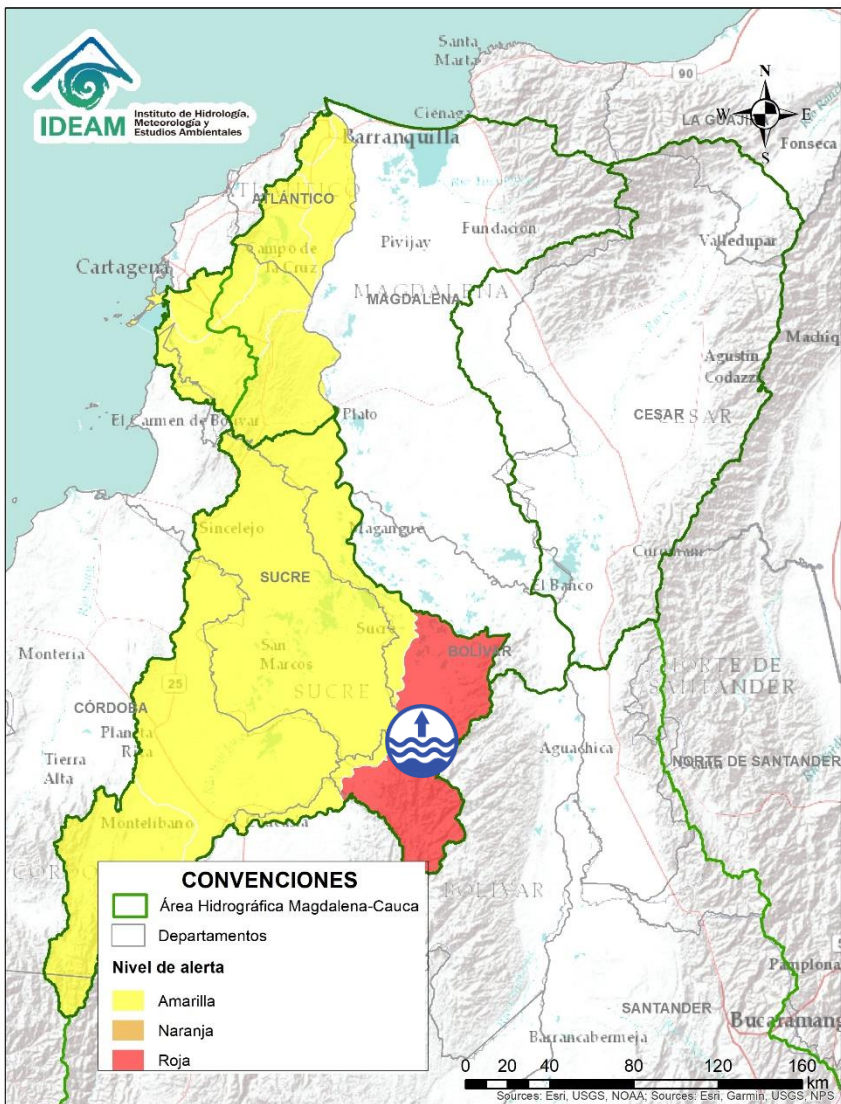 IDEAM
Instituto de Hidrología,
Meteorología y
Estudios Ambientales
Santa
Marta
90
N
W E
S
Ciénaga
LA GUAJIRA
Barranquilla
Fonseca
ATLÁNTICO
ATLÁNTICO
Fundación
Pivijay
Valledupar
Campo de
la Cruz
Cartagena
MAGDALENA
MAGDALENA
Agustín
Codazzi
CESAR
CESAR
El Carmen de Bolívar
Plato
Sincelejo
Magangue
SUCRE
El Banco
Sucre
San
Marcos
BOLÍVAR
Montería
NORTE DE
SANTANDER
25
SUCRE
CÓRDOBA
Planeta
Rica
Aguachica
Tierra
Alta
NORTE DE SANTANDER
Montelíbano
BOLÍVAR
CONVENCIONES
Área Hidrográfica Magdalena-Cauca
Departamentos
Nivel de alerta
Amarilla
Naranja
Roja
Pamplona
SANTANDER
Bucaramang
Barrancabermeja
0 20 40 80 120 160
km
Sources: Esri, USGS, NOAA; Sources: Esri, Garmin, USGS, NPS